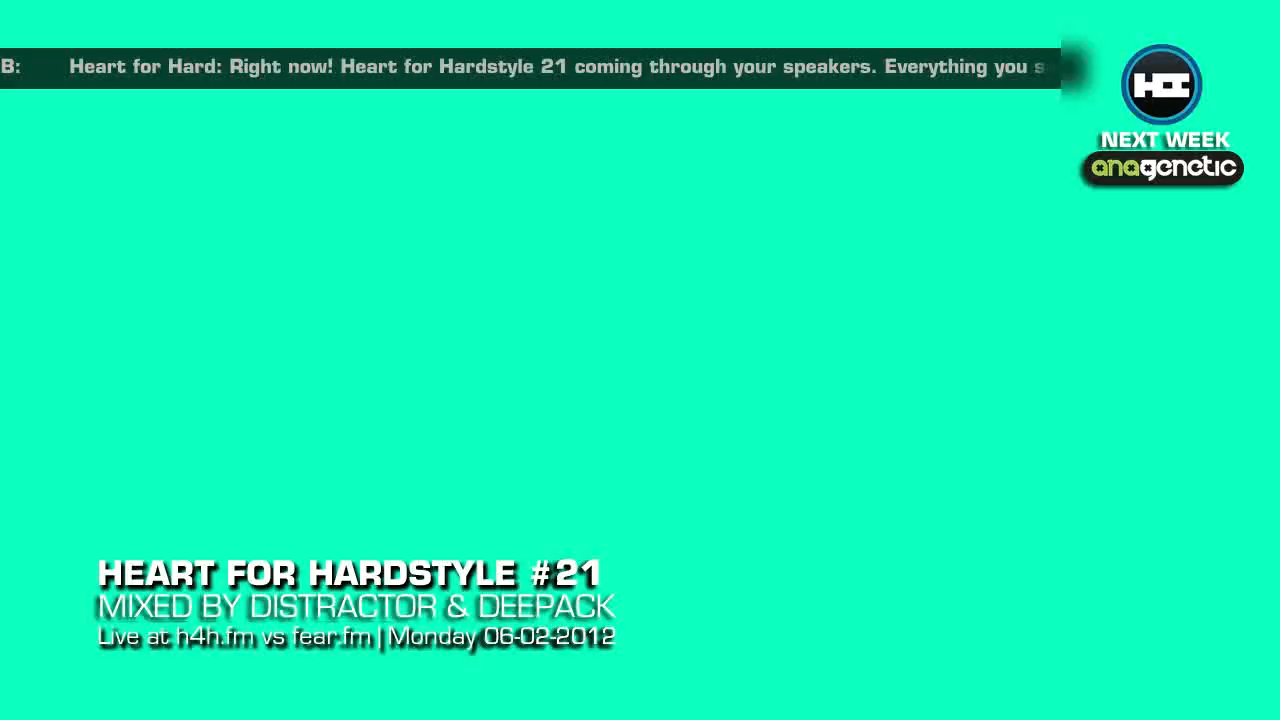 B: Heart for Hard: Right now! Heart for Hardstyle 21 coming through your speakers. Everything you s
HI
NEXT WEEK
anagenetic
HEART FOR HARDSTYLE #21
MIXED BY DISTRACTOR & DEEPACK
Live at h4h.fm vs fear.fm | Monday 06-02-2012